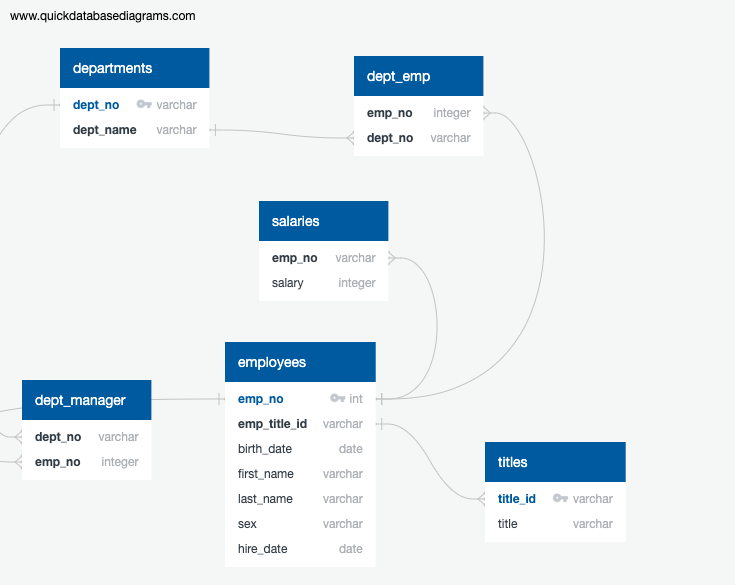 www.quickdatabasediagrams.com
departments
dept_no varchar
dept_name varchar
dept_emp
emp_no integer
dept_no varchar
salaries
emp_no varchar
salary integer
employees
emp_no int
emp_title_id varchar
birth_date date
first_name varchar
last_name varchar
sex varchar
hire_date date
dept_manager
dept_no varchar
emp_no integer
titles
title_id varchar
title varchar